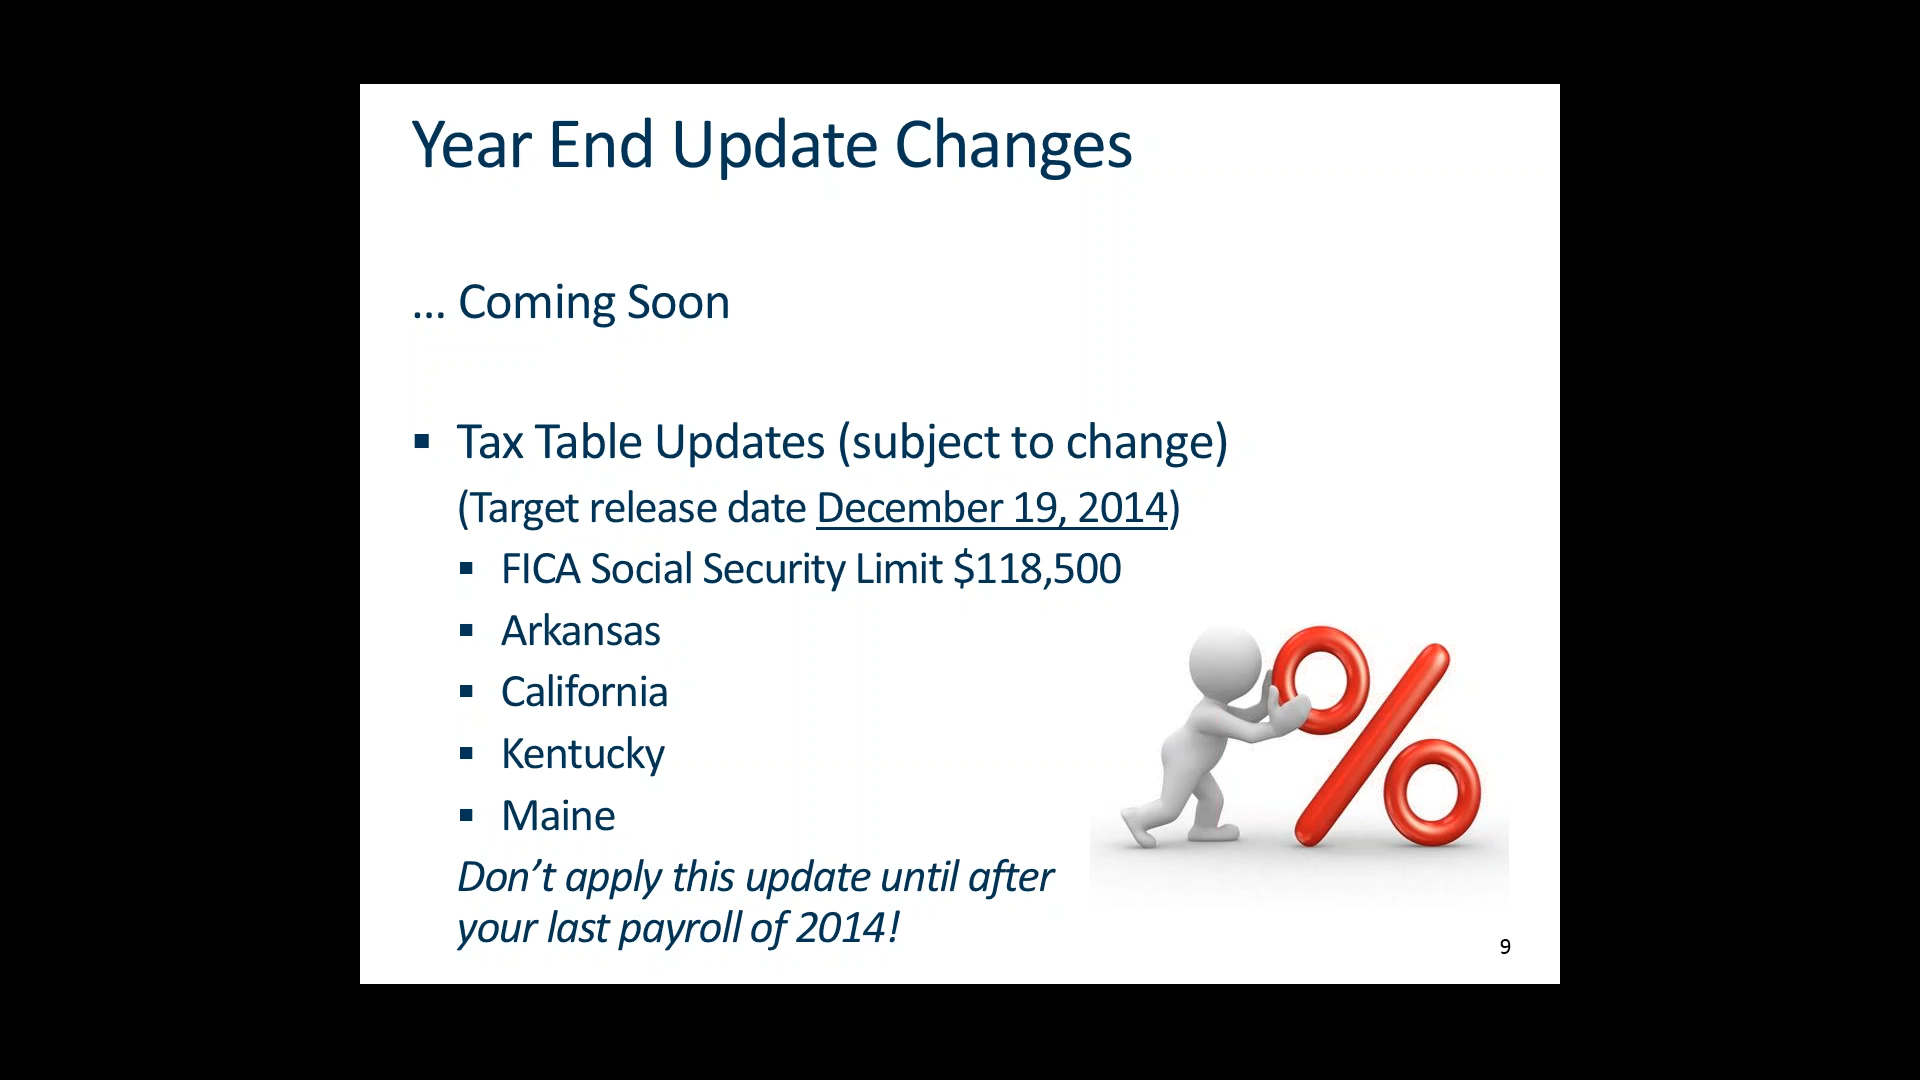 Year End Update Changes
... Coming Soon
▪ Tax Table Updates (subject to change)
(Target release date December 19, 2014)
▪ FICA Social Security Limit $118,500
▪ Arkansas
▪ California
▪ Kentucky
▪ Maine
Don’t apply this update until after
your last payroll of 2014!
9